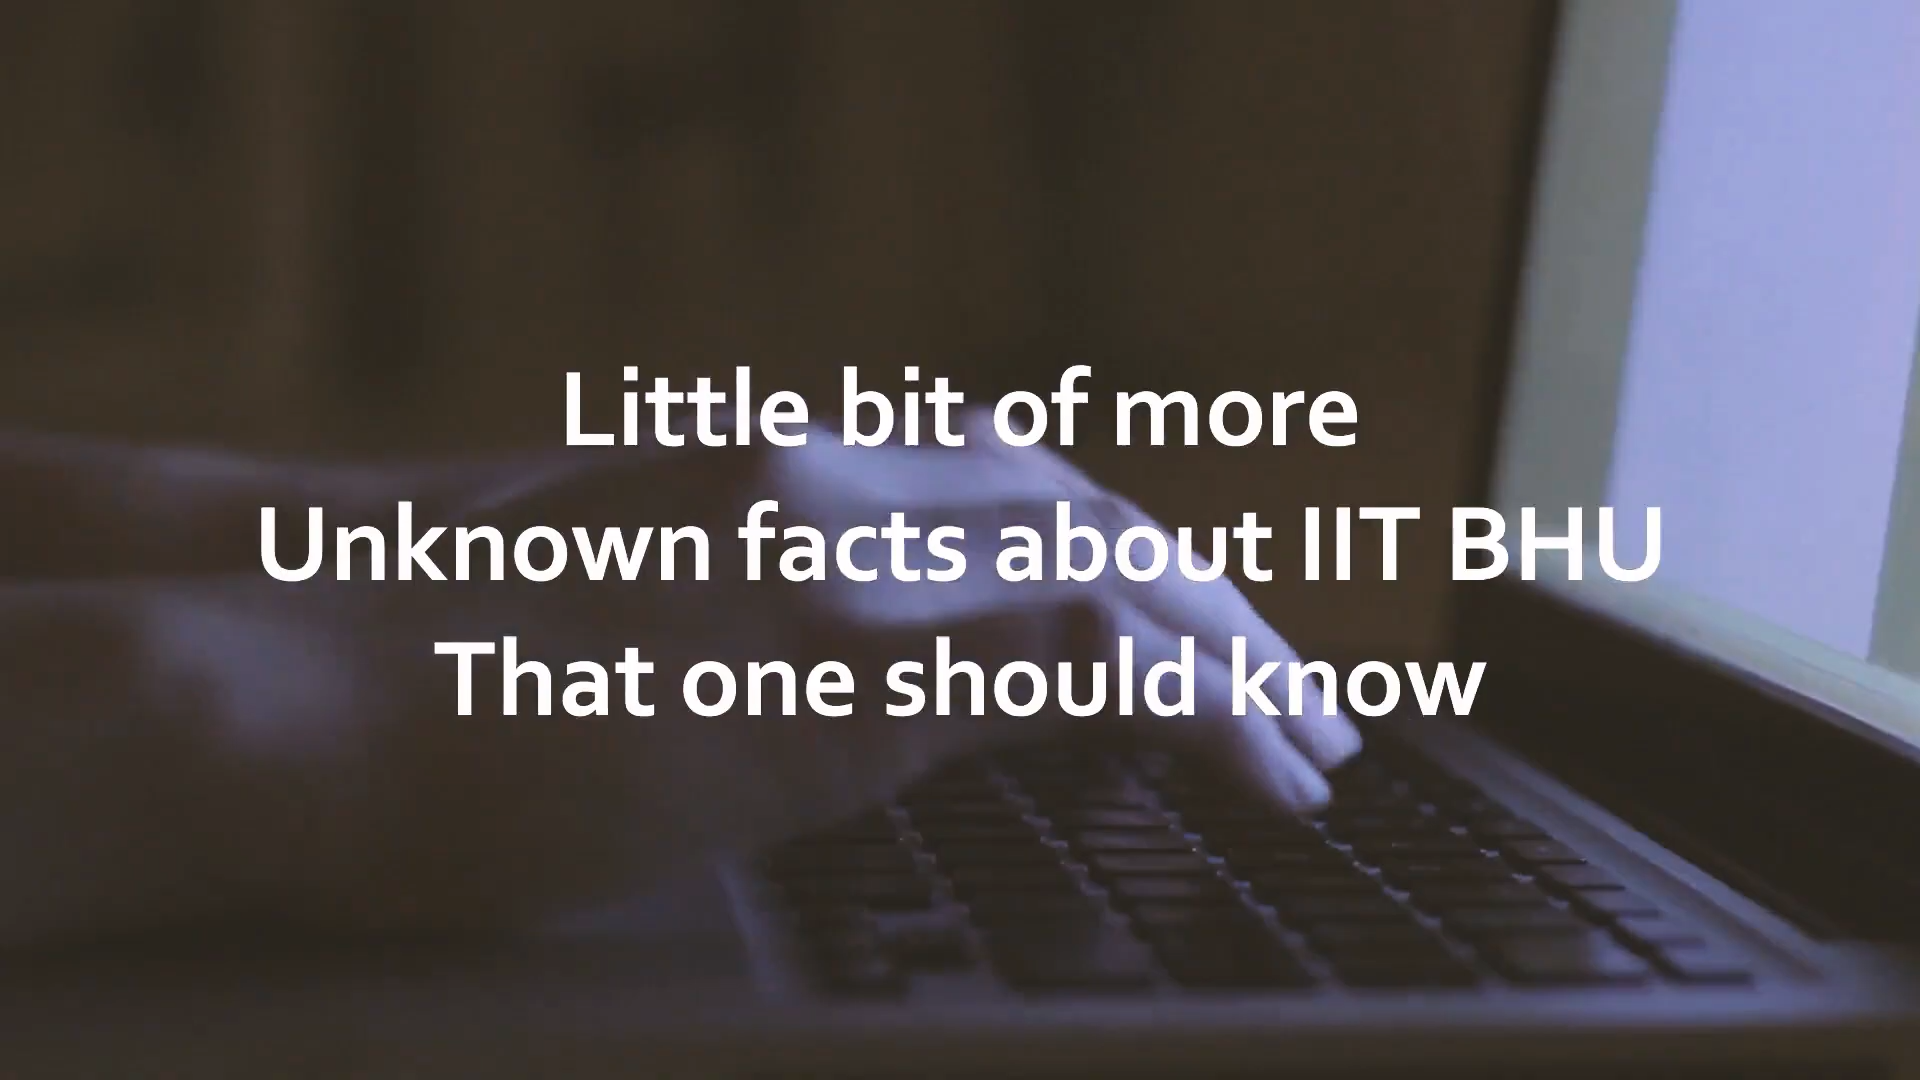 Little bit of more
Unknown facts about IIT BHU
That one should know